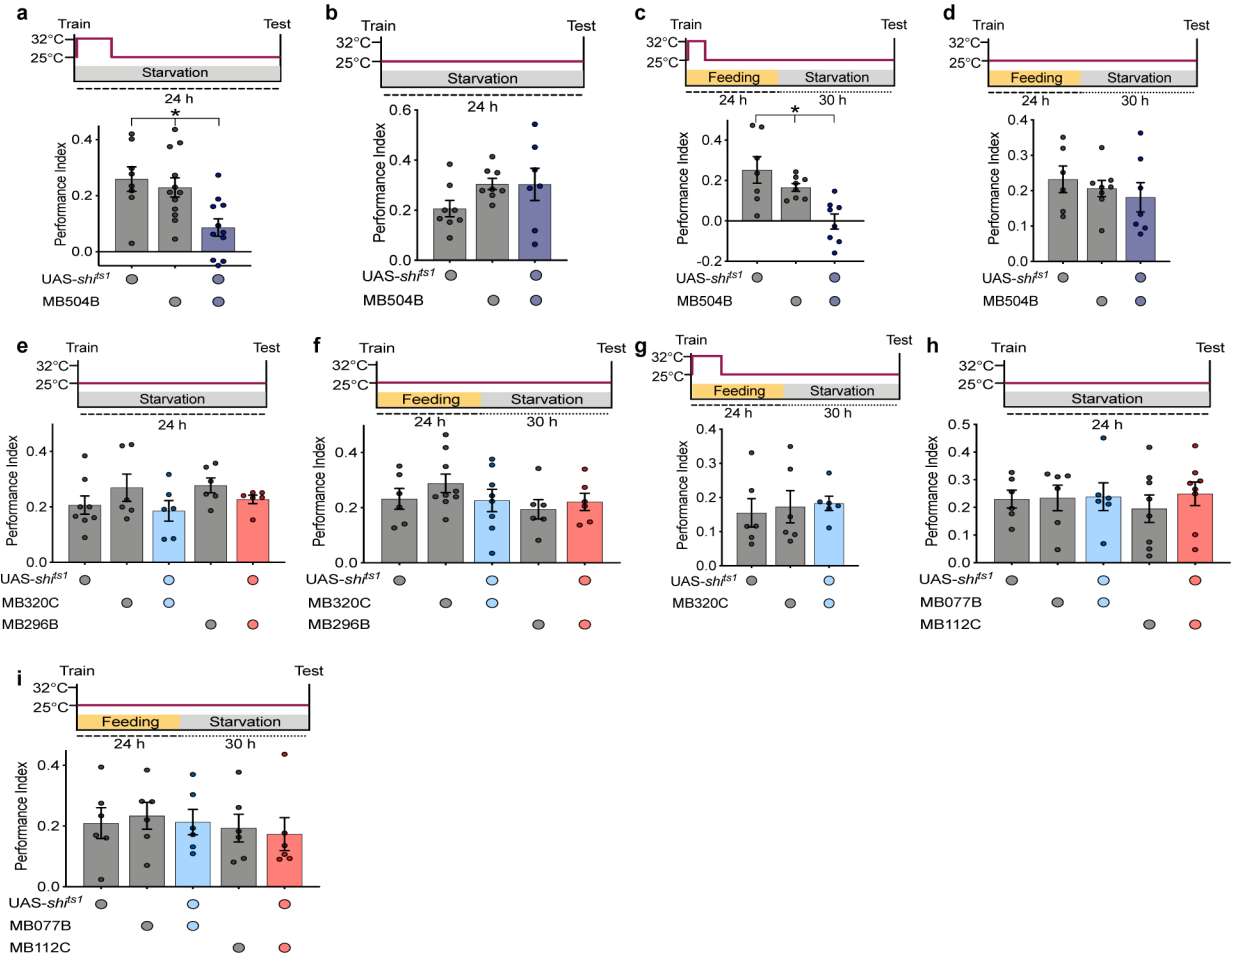 a
Train Test
32°C
25°C
Starvation
24 h
*
Performance Index
0.4
0.2
0.0
UAS-shits1
MB504B
b
Train Test
32°C
25°C
Starvation
24 h
Performance Index
0.6
0.4
0.2
0.0
UAS-shits1
MB504B
c
Train Test
32°C
25°C
Feeding Starvation
24 h 30 h
*
Performance Index
0.4
0.2
0.0
-0.2
UAS-shits1
MB504B
d
Train Test
32°C
25°C
Feeding Starvation
24 h 30 h
Performance Index
0.4
0.3
0.2
0.1
0.0
UAS-shits1
MB504B
e
Train Test
32°C
25°C
Starvation
24 h
Performance Index
0.4
0.2
0.0
UAS-shits1
MB320C
MB296B
f
Train Test
32°C
25°C
Feeding Starvation
24 h 30 h
Performance Index
0.4
0.2
0.0
UAS-shits1
MB320C
MB296B
g
Train Test
32°C
25°C
Feeding Starvation
24 h 30 h
Performance Index
0.4
0.3
0.2
0.1
0.0
UAS-shits1
MB320C
h
Train Test
32°C
25°C
Starvation
24 h
Performance Index
0.5
0.4
0.3
0.2
0.1
0.0
UAS-shits1
MB077B
MB112C
i
Train Test
32°C
25°C
Feeding Starvation
24 h 30 h
Performance Index
0.4
0.2
0.0
UAS-shits1
MB077B
MB112C